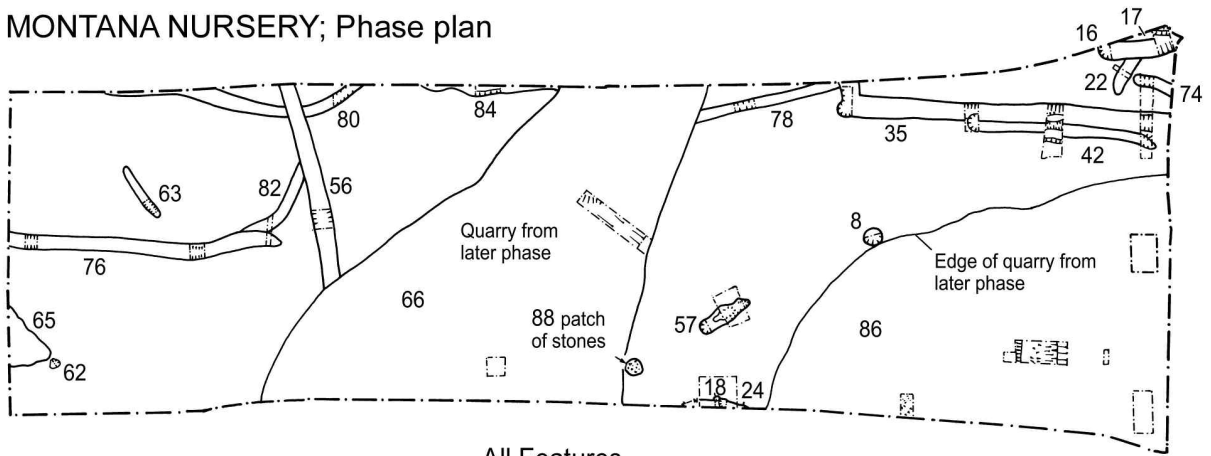 MONTANA NURSERY; Phase plan
17
16
22
74
80
84
78
35
42
63
82
56
8
Quarry from
later phase
76
Edge of quarry from
later phase
66
65
88 patch
of stones
57
86
62
18 24
All Features